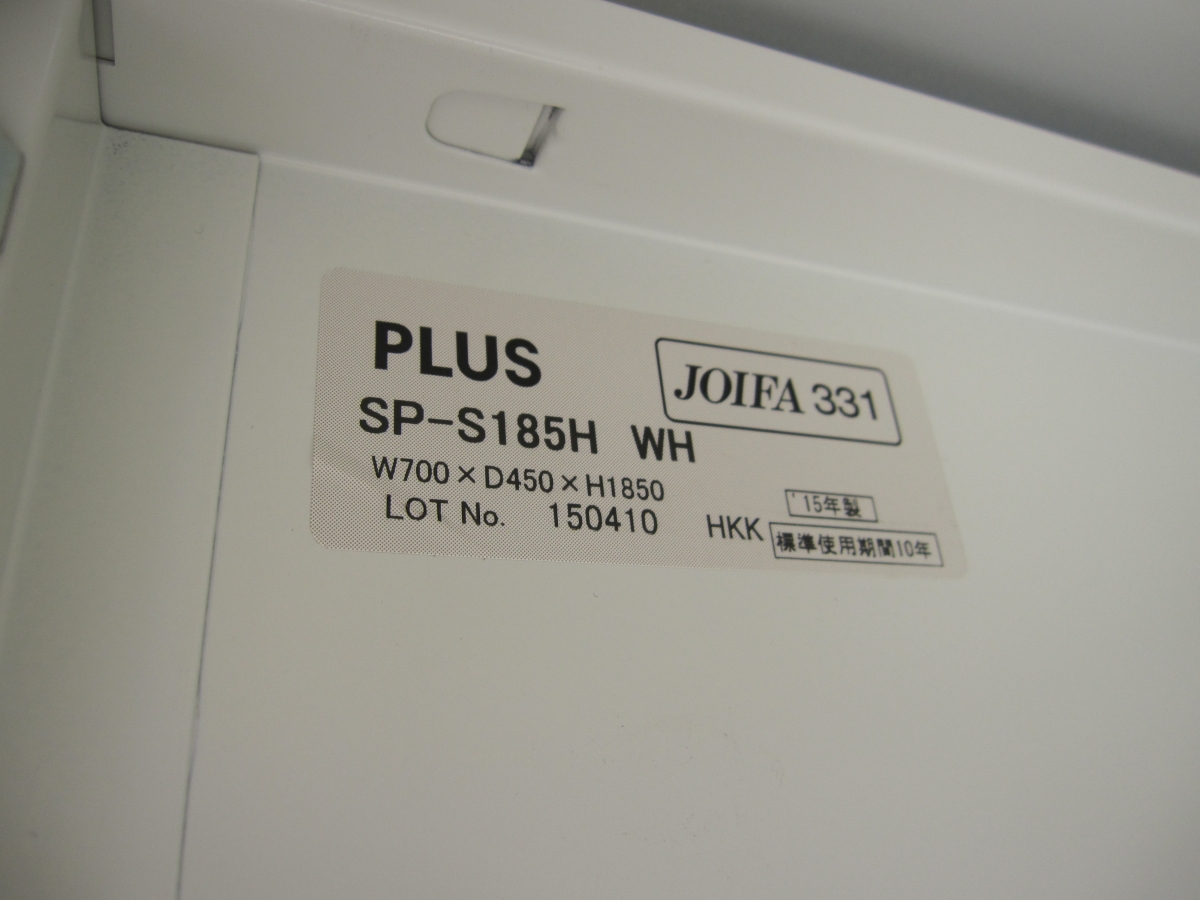 PLUS
JOIFA 331
SP-S185H WH
W700×D450×H1850
LOT No. 150410
HKK
'15年製
標準使用期間10年